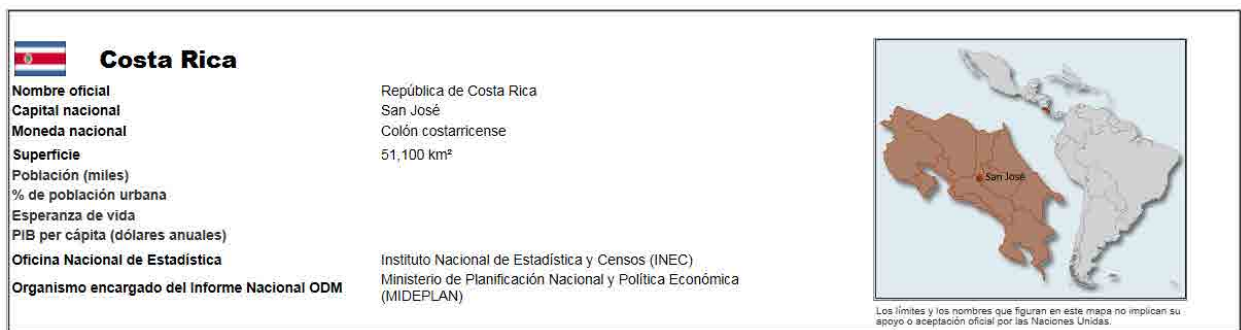 Costa Rica
Nombre oficial República de Costa Rica
Capital nacional San José
Moneda nacional Colón costarricense
Superficie 51,100 km²
Población (miles)
% de población urbana
Esperanza de vida
PIB per cápita (dólares anuales)
Oficina Nacional de Estadística Instituto Nacional de Estadística y Censos (INEC)
Organismo encargado del Informe Nacional ODM Ministerio de Planificación Nacional y Política Económica
(MIDEPLAN)
San José
Los límites y los nombres que figuran en este mapa no implican su
apoyo o aceptación oficial por las Naciones Unidas.